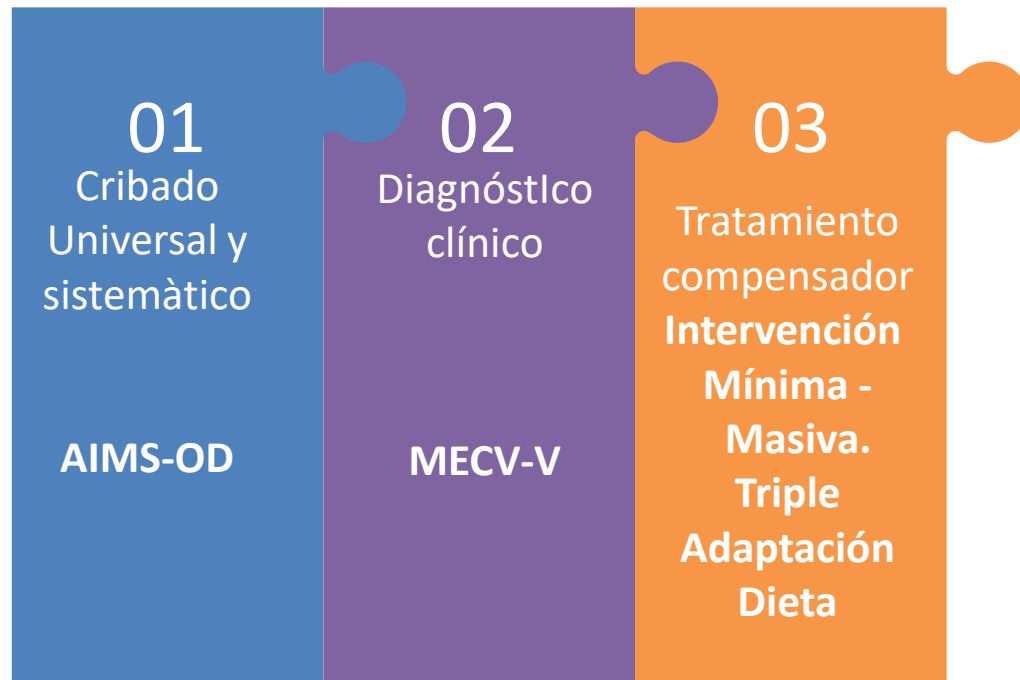 01
Cribado
Universal y
sistemàtico
AIMS-OD
02
DiagnóstIco
clínico
MECV-V
03
Tratamiento
compensador
Intervención
Mínima -
Masiva.
Triple
Adaptación
Dieta